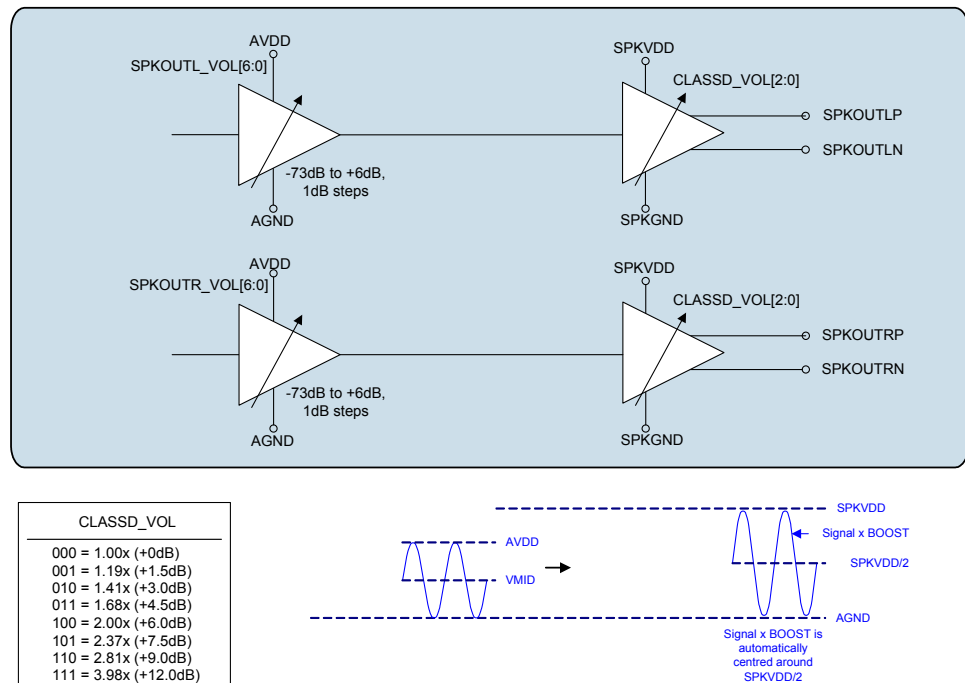 AVDD
SPKOUTL_VOL[6:0]
SPKVDD
CLASSD_VOL[2:0]
SPKOUTLP
SPKOUTLN
-73dB to +6dB,
1dB steps
AGND
SPKGND
AVDD
SPKOUTR_VOL[6:0]
SPKVDD
CLASSD_VOL[2:0]
SPKOUTRP
SPKOUTRN
-73dB to +6dB,
1dB steps
AGND
SPKGND
CLASSD_VOL
000 = 1.00x (+0dB)
001 = 1.19x (+1.5dB)
010 = 1.41x (+3.0dB)
011 = 1.68x (+4.5dB)
100 = 2.00x (+6.0dB)
101 = 2.37x (+7.5dB)
110 = 2.81x (+9.0dB)
111 = 3.98x (+12.0dB)
AVDD
VMID
SPKVDD
Signal x BOOST
SPKVDD/2
AGND
Signal x BOOST is
automatically
centred around
SPKVDD/2